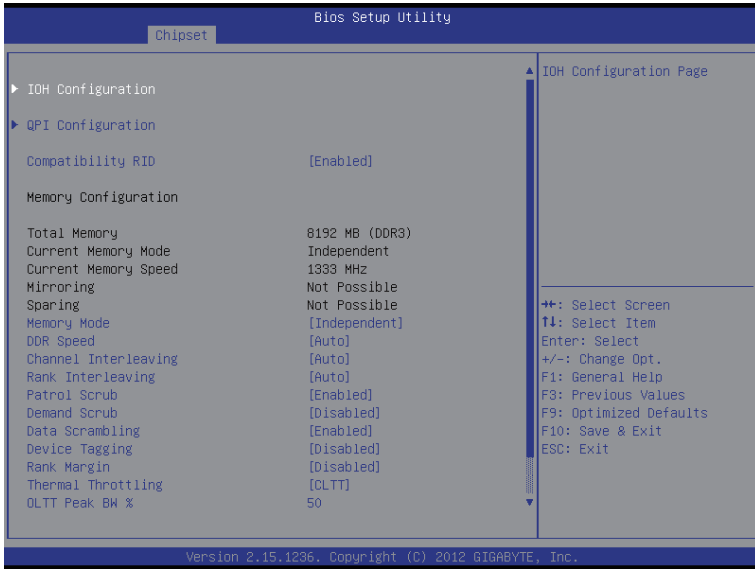 Bios Setup Utility
Chipset
IOH Configuration
QPI Configuration
Compatibility RID [Enabled]
Memory Configuration
Total Memory 8192 MB (DDR3)
Current Memory Mode Independent
Current Memory Speed 1333 MHz
Mirroring Not Possible
Sparing Not Possible
Memory Mode [Independent]
DDR Speed [Auto]
Channel Interleaving [Auto]
Rank Interleaving [Auto]
Patrol Scrub [Enabled]
Demand Scrub [Disabled]
Data Scrambling [Enabled]
Device Tagging [Disabled]
Rank Margin [Disabled]
Thermal Throttling [CLTT]
OLTT Peak BW % 50
IOH Configuration Page
→←: Select Screen
↑↓: Select Item
Enter: Select
+/-: Change Opt.
F1: General Help
F3: Previous Values
F9: Optimized Defaults
F10: Save & Exit
ESC: Exit
Version 2.15.1236. Copyright (C) 2012 GIGABYTE, Inc.